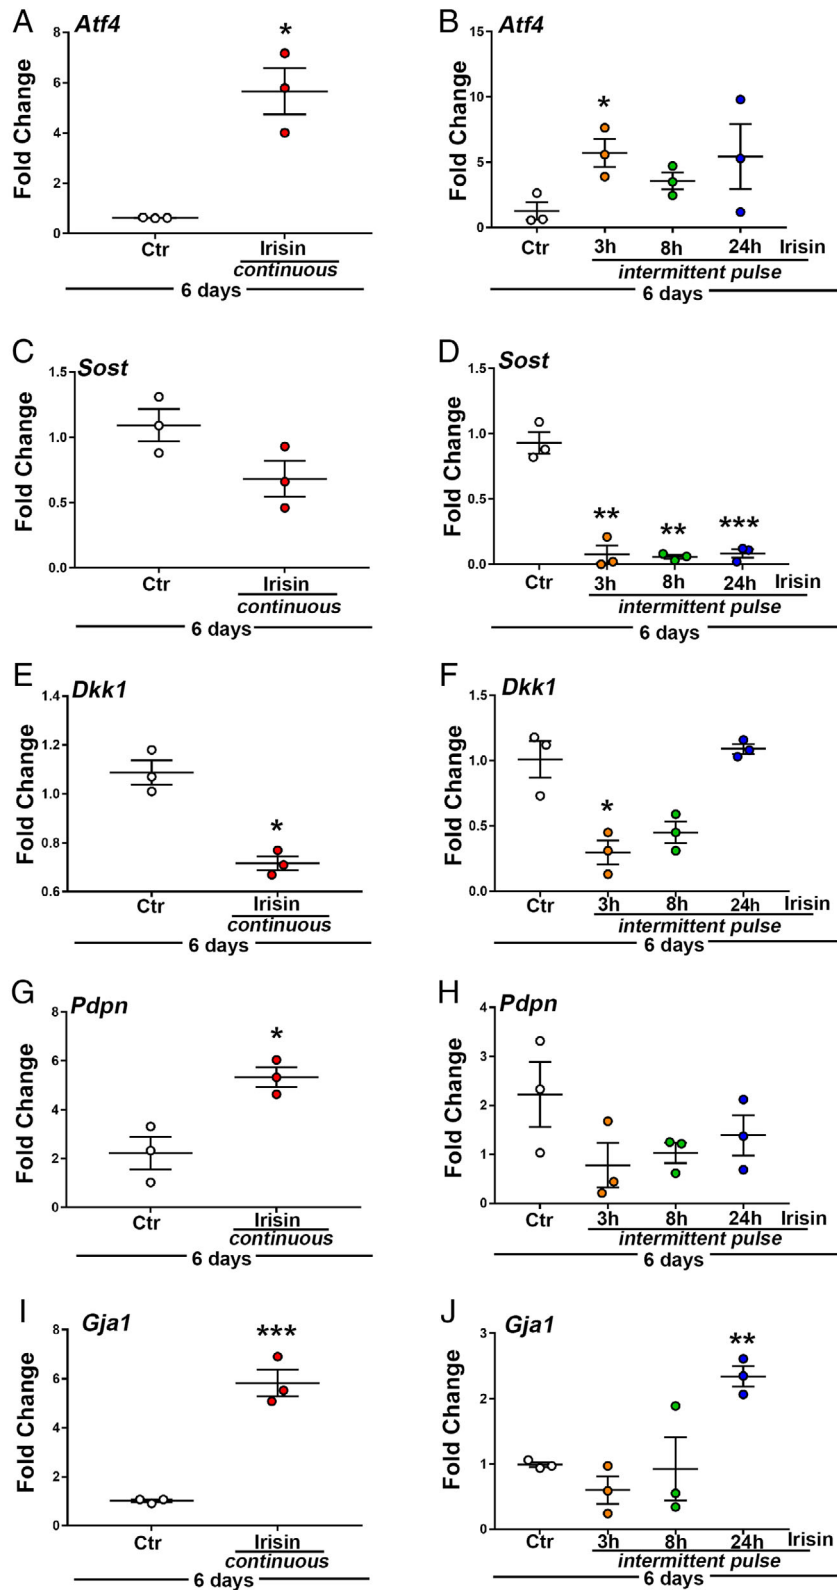 A
Atf4
Fold Change
8
6
4
2
0
*
Ctr
Irisin
continuous
6 days
B
Atf4
Fold Change
15
10
5
0
*
Ctr
3h
8h
24h
Irisin
intermittent pulse
6 days
C
Sost
Fold Change
1.5
1.0
0.5
0.0
Ctr
Irisin
continuous
6 days
D
Sost
Fold Change
1.5
1.0
0.5
0.0
**
**
***
Ctr
3h
8h
24h
Irisin
intermittent pulse
6 days
E
Dkk1
Fold Change
1.4
1.2
1.0
0.8
0.6
*
Ctr
Irisin
continuous
6 days
F
Dkk1
Fold Change
1.5
1.0
0.5
0.0
*
Ctr
3h
8h
24h
Irisin
intermittent pulse
6 days
G
Pdpn
Fold Change
8
6
4
2
0
*
Ctr
Irisin
continuous
6 days
H
Pdpn
Fold Change
4
3
2
1
0
Ctr
3h
8h
24h
Irisin
intermittent pulse
6 days
I
Gja1
Fold Change
8
6
4
2
0
***
Ctr
Irisin
continuous
6 days
J
Gja1
Fold Change
3
2
1
0
**
Ctr
3h
8h
24h
Irisin
intermittent pulse
6 days